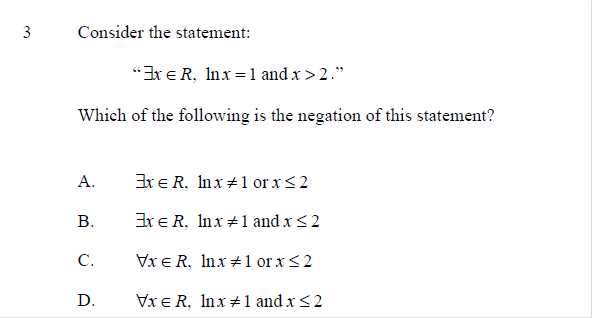 3 Consider the statement:
“∃x ∈ R, ln x = 1 and x > 2.”
Which of the following is the negation of this statement?
A. ∃x ∈ R, ln x ≠ 1 or x ≤ 2
B. ∃x ∈ R, ln x ≠ 1 and x ≤ 2
C. ∀x ∈ R, ln x ≠ 1 or x ≤ 2
D. ∀x ∈ R, ln x ≠ 1 and x ≤ 2